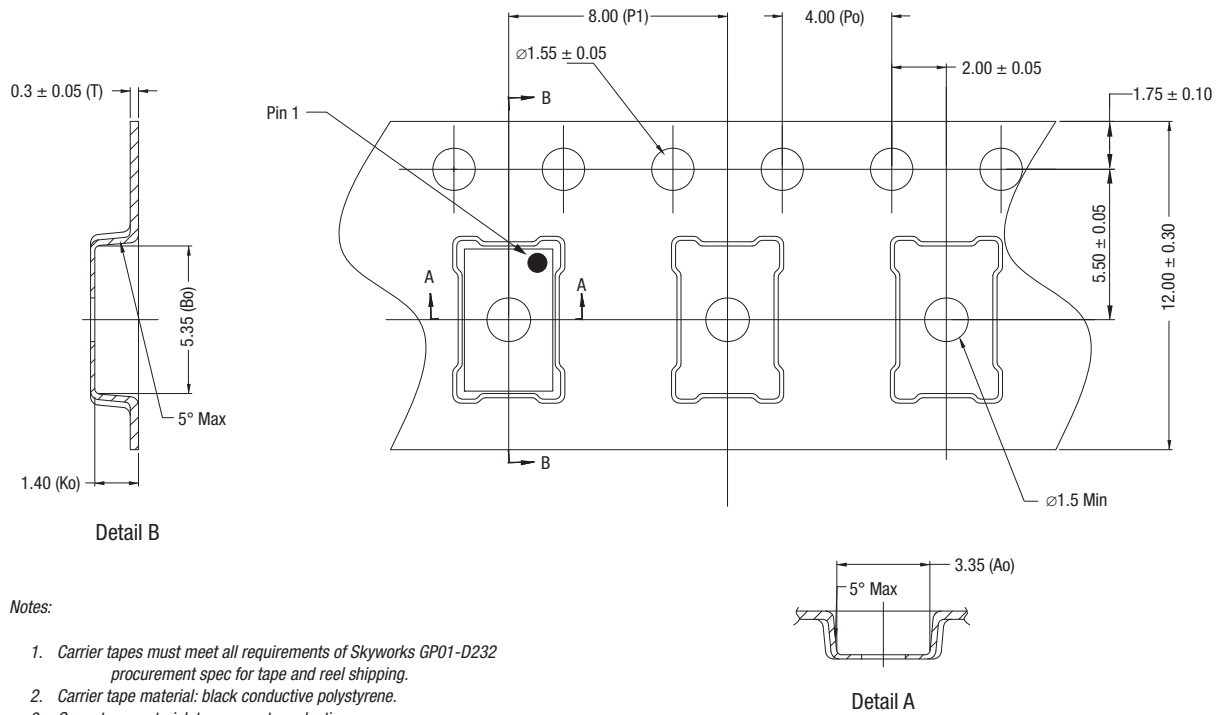 8.00 (P1)
4.00 (Po)
∅1.55 ± 0.05
2.00 ± 0.05
0.3 ± 0.05 (T)
1.75 ± 0.10
B
Pin 1
5.50 ± 0.05
12.00 ± 0.30
A
A
5.35 (Bo)
5° Max
B
1.40 (Ko)
∅1.5 Min
Detail B
3.35 (Ao)
5° Max
Notes:
1. Carrier tapes must meet all requirements of Skyworks GP01-D232
procurement spec for tape and reel shipping.
2. Carrier tape material: black conductive polystyrene.
Detail A